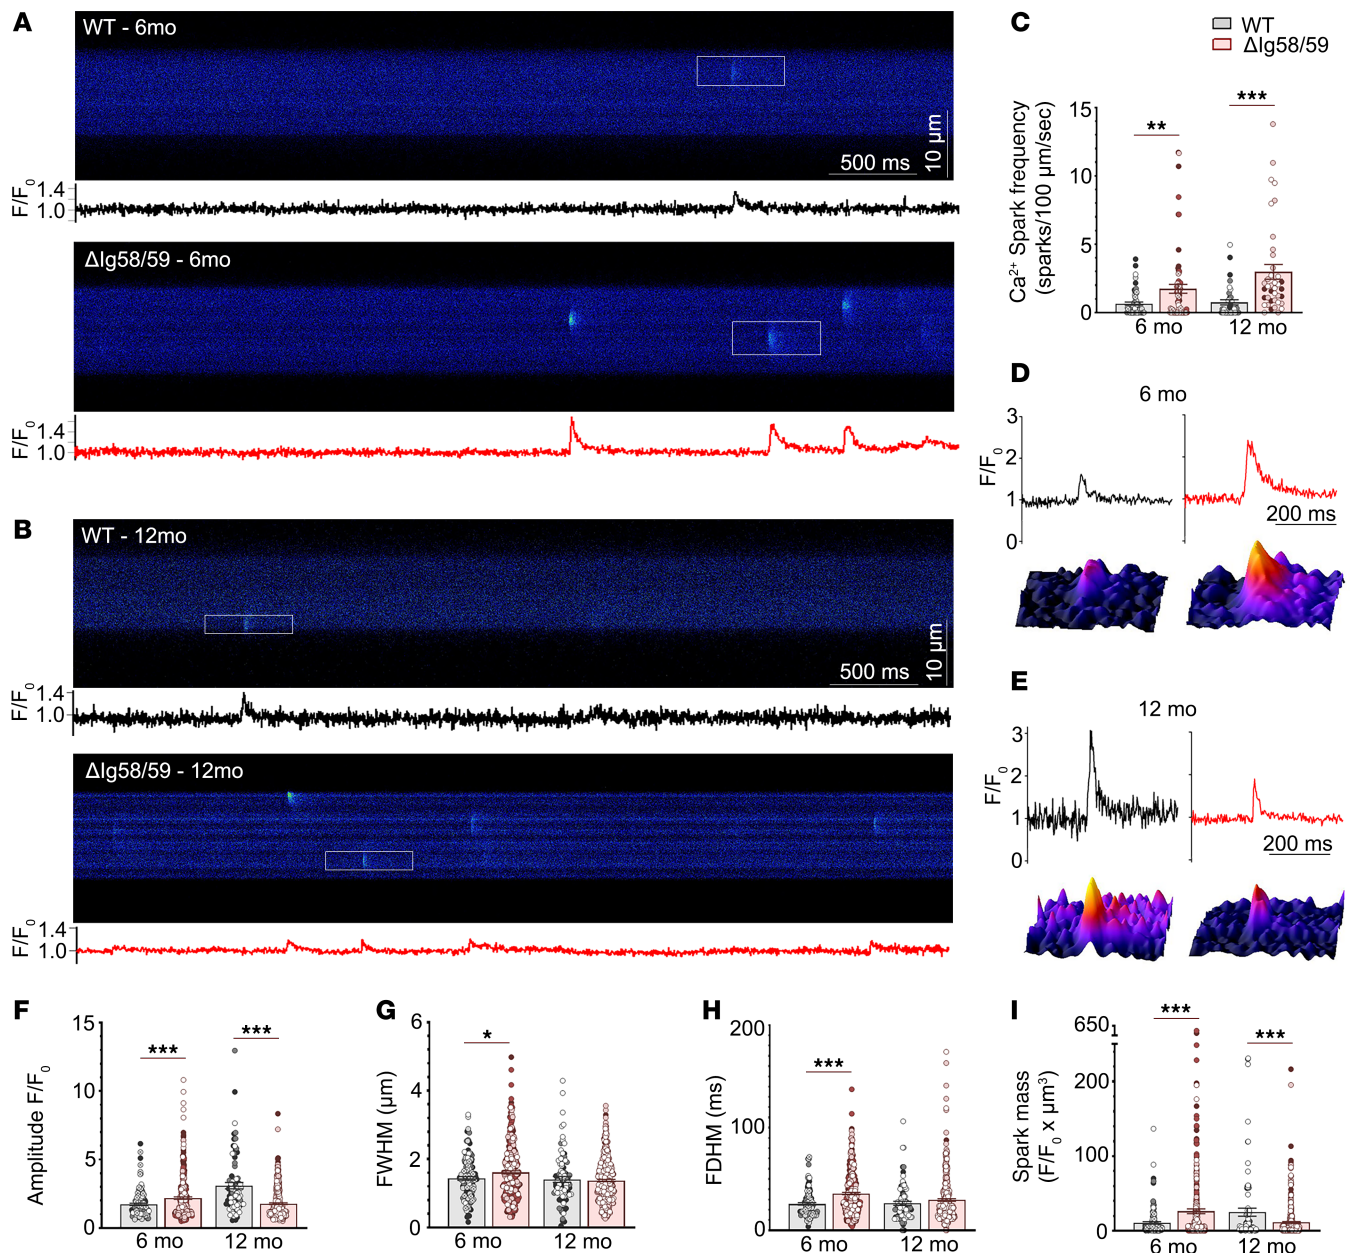 A
WT - 6mo
500 ms
10 µm
F/F0
1.4
1.0
ΔIg58/59 - 6mo
F/F0
1.4
1.0
B
WT - 12mo
500 ms
10 µm
F/F0
1.4
1.0
ΔIg58/59 - 12mo
F/F0
1.4
1.0
C
WT
ΔIg58/59
Ca²⁺ Spark frequency
(sparks/100 µm/sec)
15
10
5
0
**
***
6 mo
12 mo
D
6 mo
F/F0
3
2
1
0
200 ms
E
12 mo
F/F0
3
2
1
0
200 ms
F
Amplitude F/F0
15
10
5
0
***
***
6 mo
12 mo
G
FWHM (µm)
6
4
2
0
*
6 mo
12 mo
H
FDHM (ms)
200
100
0
***
6 mo
12 mo
I
Spark mass
(F/F0 x µm³)
650
200
100
0
***
***
6 mo
12 mo